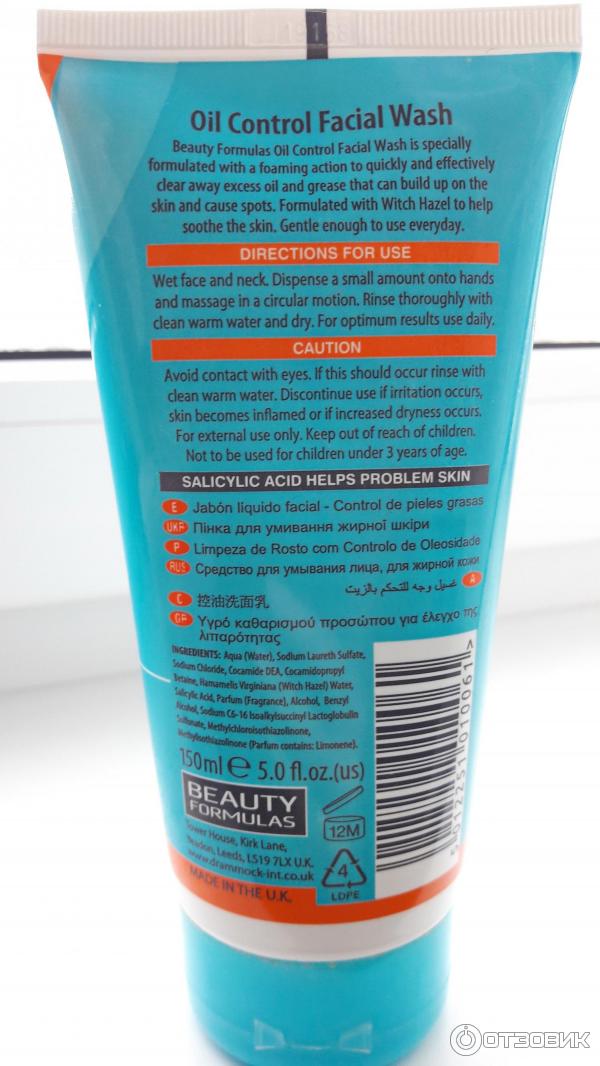 Oil Control Facial Wash
Beauty Formulas Oil Control Facial Wash is specially
formulated with a foaming action to quickly and effectively
clear away excess oil and grease that can build up on the
skin and cause spots. Formulated with Witch Hazel to help
soothe the skin. Gentle enough to use everyday.
DIRECTIONS FOR USE
Wet face and neck. Dispense a small amount onto hands
and massage in a circular motion. Rinse thoroughly with
clean warm water and dry. For optimum results use daily.
CAUTION
Avoid contact with eyes. If this should occur rinse with
clean warm water. Discontinue use if irritation occurs,
skin becomes inflamed or if increased dryness occurs.
For external use only. Keep out of reach of children.
Not to be used for children under 3 years of age.
SALICYLIC ACID HELPS PROBLEM SKIN
E Jabón líquido facial - Control de pieles grasas
UKR Пінка для умивання жирної шкіри
P Limpeza de Rosto com Controlo de Oleosidade
RUS Средство для умывания лица, для жирной кожи
A غسيل وجه للتحكم بالزيت
C 控油洗面乳
GR Υγρό καθαρισμού προσώπου για έλεγχο της
λιπαρότητας
INGREDIENTS: Aqua (Water), Sodium Laureth Sulfate,
Sodium Chloride, Cocamide DEA, Cocamidopropyl
Betaine, Hamamelis Virginiana (Witch Hazel) Water,
Salicylic Acid, Parfum (Fragrance), Alcohol, Benzyl
Alcohol, Sodium C6-16 Isoalkylsuccinyl Lactoglobulin
Sulfonate, Methylchloroisothiazolinone,
Methylisothiazolinone (Parfum contains: Limonene).
150ml e 5.0 fl.oz.(us)
BEAUTY
FORMULAS
Tower House, Kirk Lane,
Yeadon, Leeds, LS19 7LX U.K.
www.drammock-int.co.uk
MADE IN THE U.K.
12M
4
LDPE
5 012251 010061 >
ОТЗОВИК